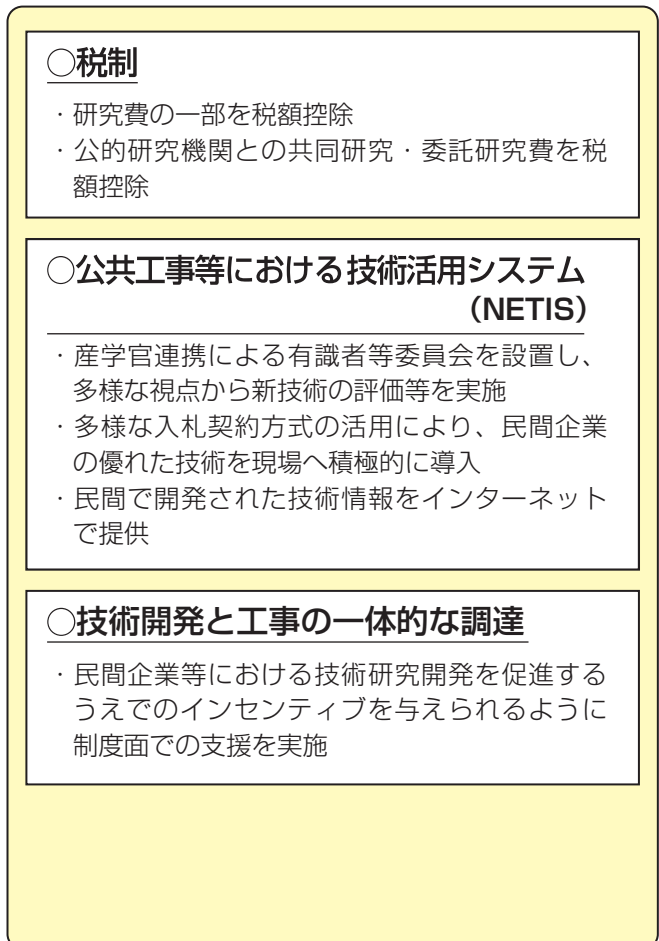 ○税制
・研究費の一部を税額控除
・公的研究機関との共同研究・委託研究費を税
額控除
○公共工事等における技術活用システム
（NETIS）
・産学官連携による有識者等委員会を設置し、
多様な視点から新技術の評価等を実施
・多様な入札契約方式の活用により、民間企業
の優れた技術を現場へ積極的に導入
・民間で開発された技術情報をインターネット
で提供
○技術開発と工事の一体的な調達
・民間企業等における技術研究開発を促進する
うえでのインセンティブを与えられるように
制度面での支援を実施